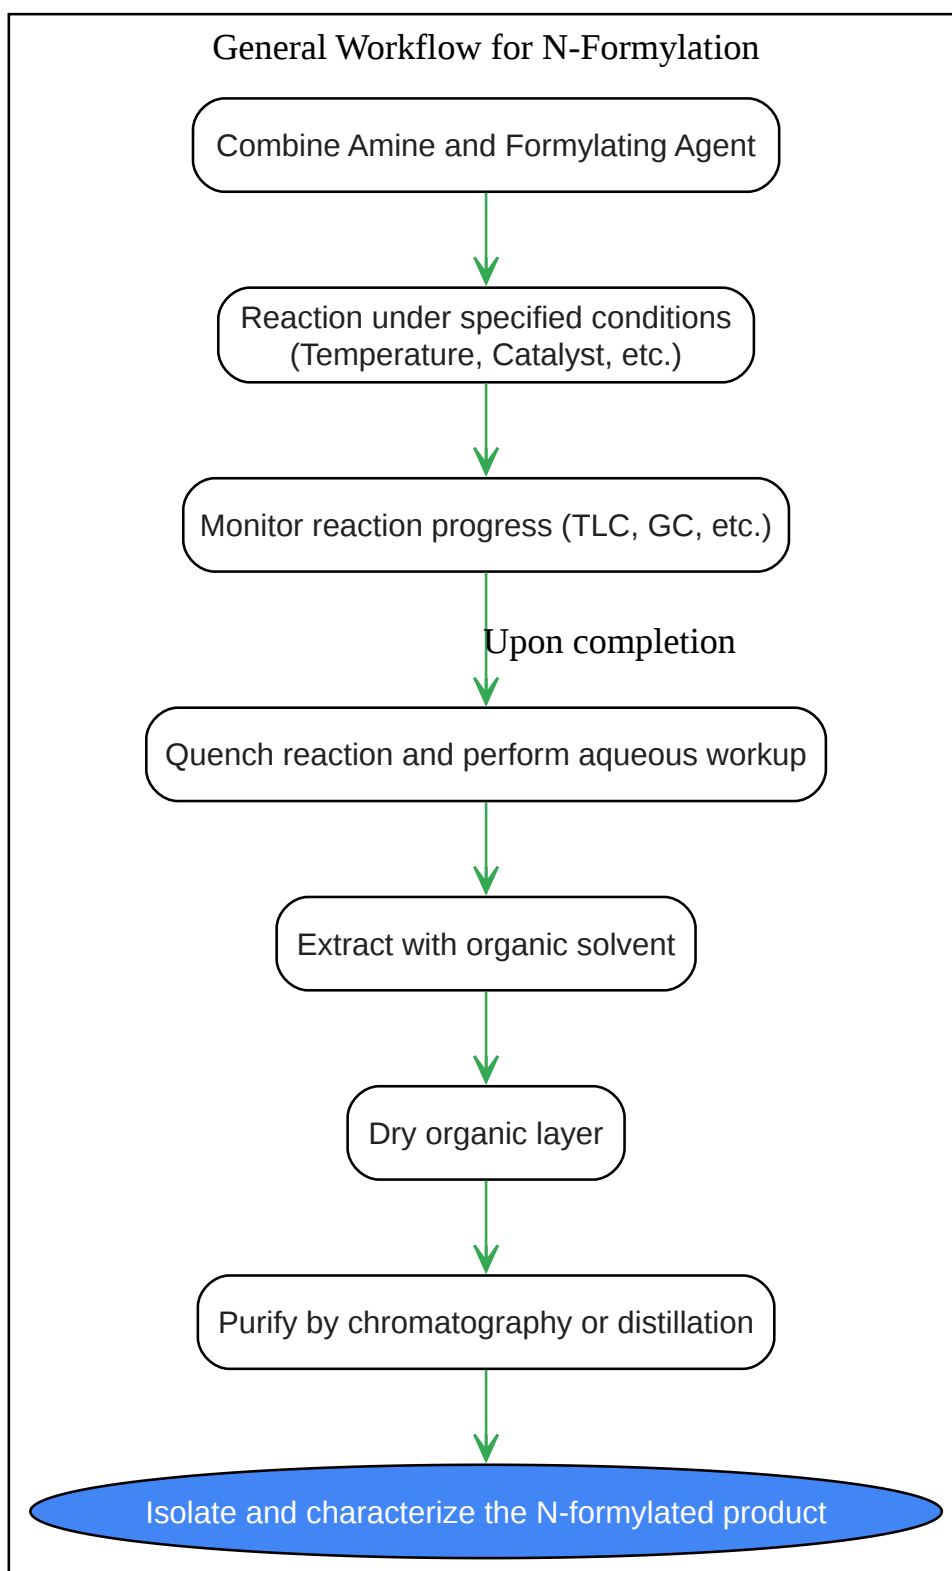 General Workflow for N-Formylation
Combine Amine and Formylating Agent
Reaction under specified conditions
(Temperature, Catalyst, etc.)
Monitor reaction progress (TLC, GC, etc.)
Upon completion
Quench reaction and perform aqueous workup
Extract with organic solvent
Dry organic layer
Purify by chromatography or distillation
Isolate and characterize the N-formylated product